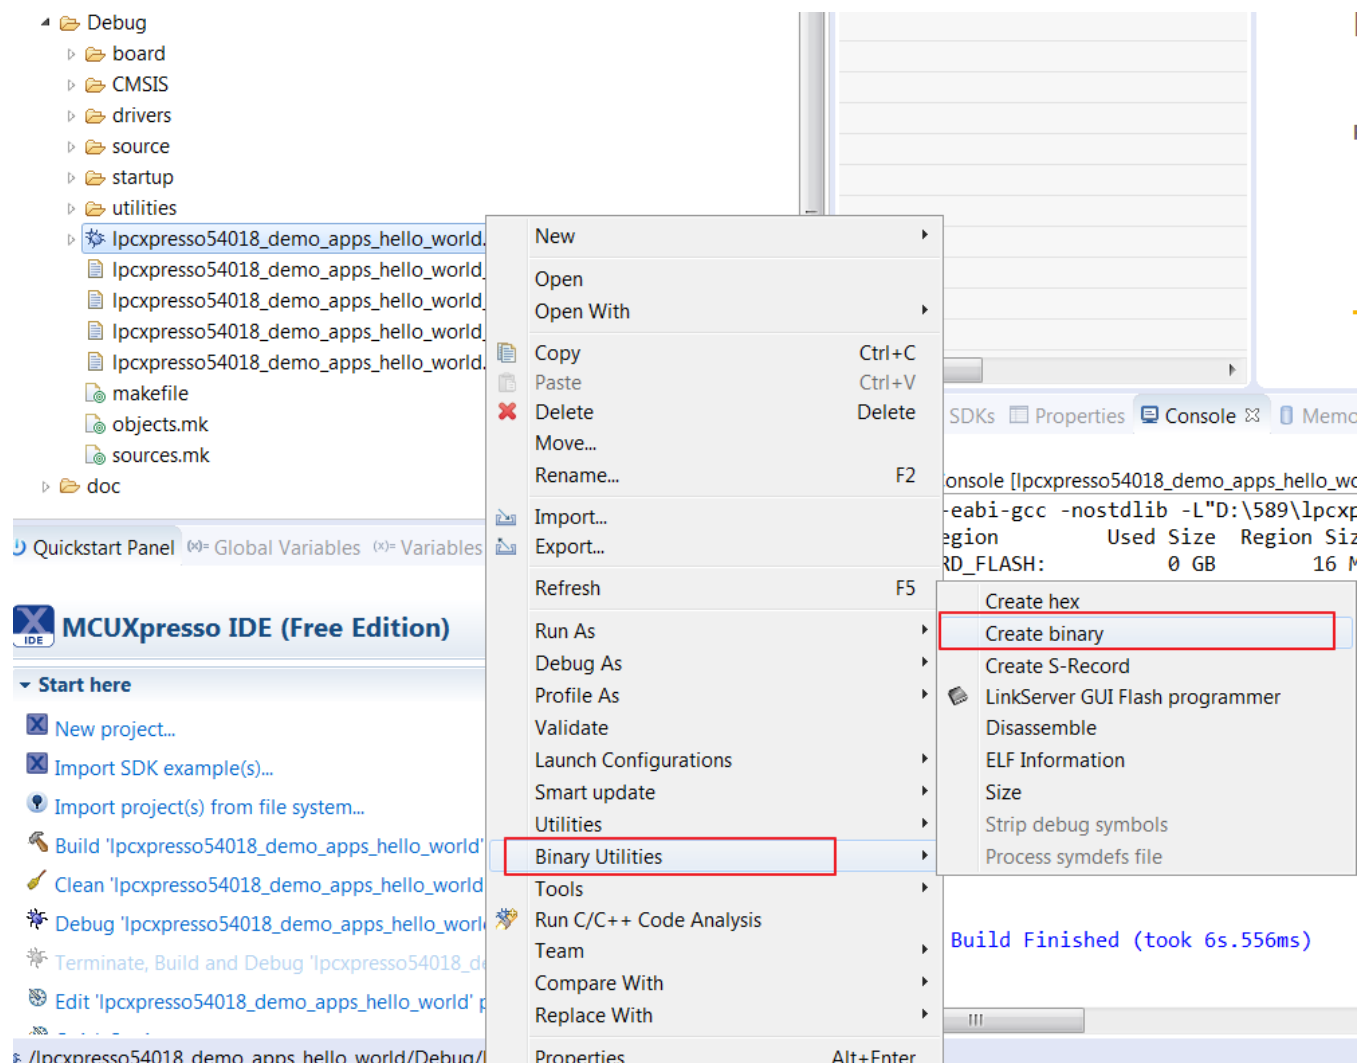 Debug
board
CMSIS
drivers
source
startup
utilities
lpcxpresso54018_demo_apps_hello_world.
lpcxpresso54018_demo_apps_hello_world_
lpcxpresso54018_demo_apps_hello_world_
lpcxpresso54018_demo_apps_hello_world_
lpcxpresso54018_demo_apps_hello_world.
makefile
objects.mk
sources.mk
doc
Quickstart Panel (x)= Global Variables (x)= Variables
IDE
MCUXpresso IDE (Free Edition)
Start here
New project...
Import SDK example(s)...
Import project(s) from file system...
Build 'lpcxpresso54018_demo_apps_hello_world'
Clean 'lpcxpresso54018_demo_apps_hello_world
Debug 'lpcxpresso54018_demo_apps_hello_worl
Terminate, Build and Debug 'lpcxpresso54018_d
Edit 'lpcxpresso54018_demo_apps_hello_world' p
/lpcxpresso54018_demo_apps_hello_world/Debug/l
New
Open
Open With
Copy Ctrl+C
Paste Ctrl+V
Delete Delete
Move...
Rename... F2
Import...
Export...
Refresh F5
Run As
Debug As
Profile As
Validate
Launch Configurations
Smart update
Utilities
Binary Utilities
Tools
Run C/C++ Code Analysis
Team
Compare With
Replace With
Properties Alt+Enter
Create hex
Create binary
Create S-Record
LinkServer GUI Flash programmer
Disassemble
ELF Information
Size
Strip debug symbols
Process symdefs file
SDKs Properties Console Memo
onsole [lpcxpresso54018_demo_apps_hello_wo
-eabi-gcc -nostdlib -L"D:\589\lpcxp
egion Used Size Region Siz
RD_FLASH: 0 GB 16 M
Build Finished (took 6s.556ms)